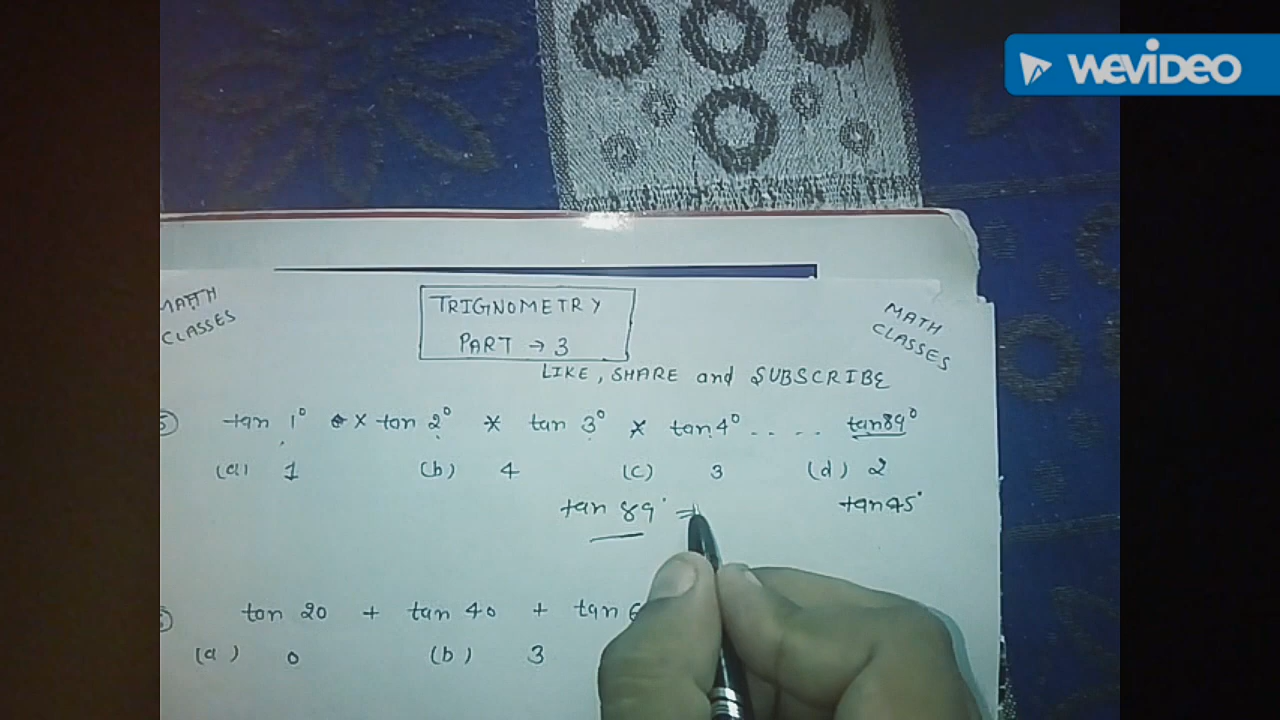 WEVIDEO
MATH
CLASSES
TRIGNOMETRY
PART → 3
MATH
CLASSES
LIKE, SHARE and SUBSCRIBE
tan 1° × tan 2° * tan 3° * tan 4° ..... tan89°
(a) 1 (b) 4 (c) 3 (d) 2
tan 89° = tan45°
tan 20 + tan 40 + tan
(a) 0 (b) 3